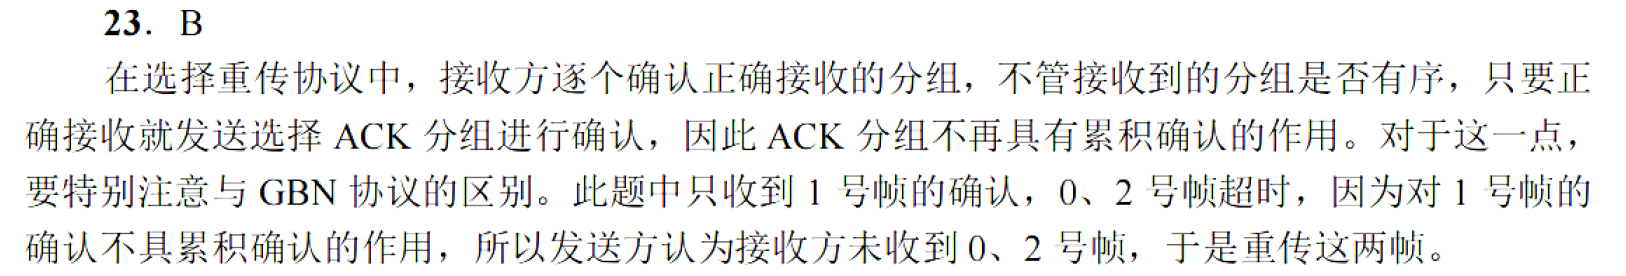 23．B
在选择重传协议中，接收方逐个确认正确接收的分组，不管接收到的分组是否有序，只要正
确接收就发送选择 ACK 分组进行确认，因此 ACK 分组不再具有累积确认的作用。对于这一点，
要特别注意与 GBN 协议的区别。此题中只收到 1 号帧的确认，0、2 号帧超时，因为对 1 号帧的
确认不具累积确认的作用，所以发送方认为接收方未收到 0、2 号帧，于是重传这两帧。